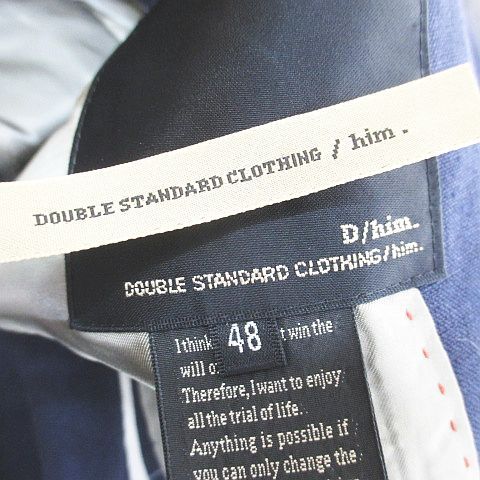 DOUBLE STANDARD CLOTHING / him.
D/him.
DOUBLE STANDARD CLOTHING/him.
48
I think t win the
will o
Therefore, I want to enjoy
all the trial of life.
Anything is possible if
you can only change the